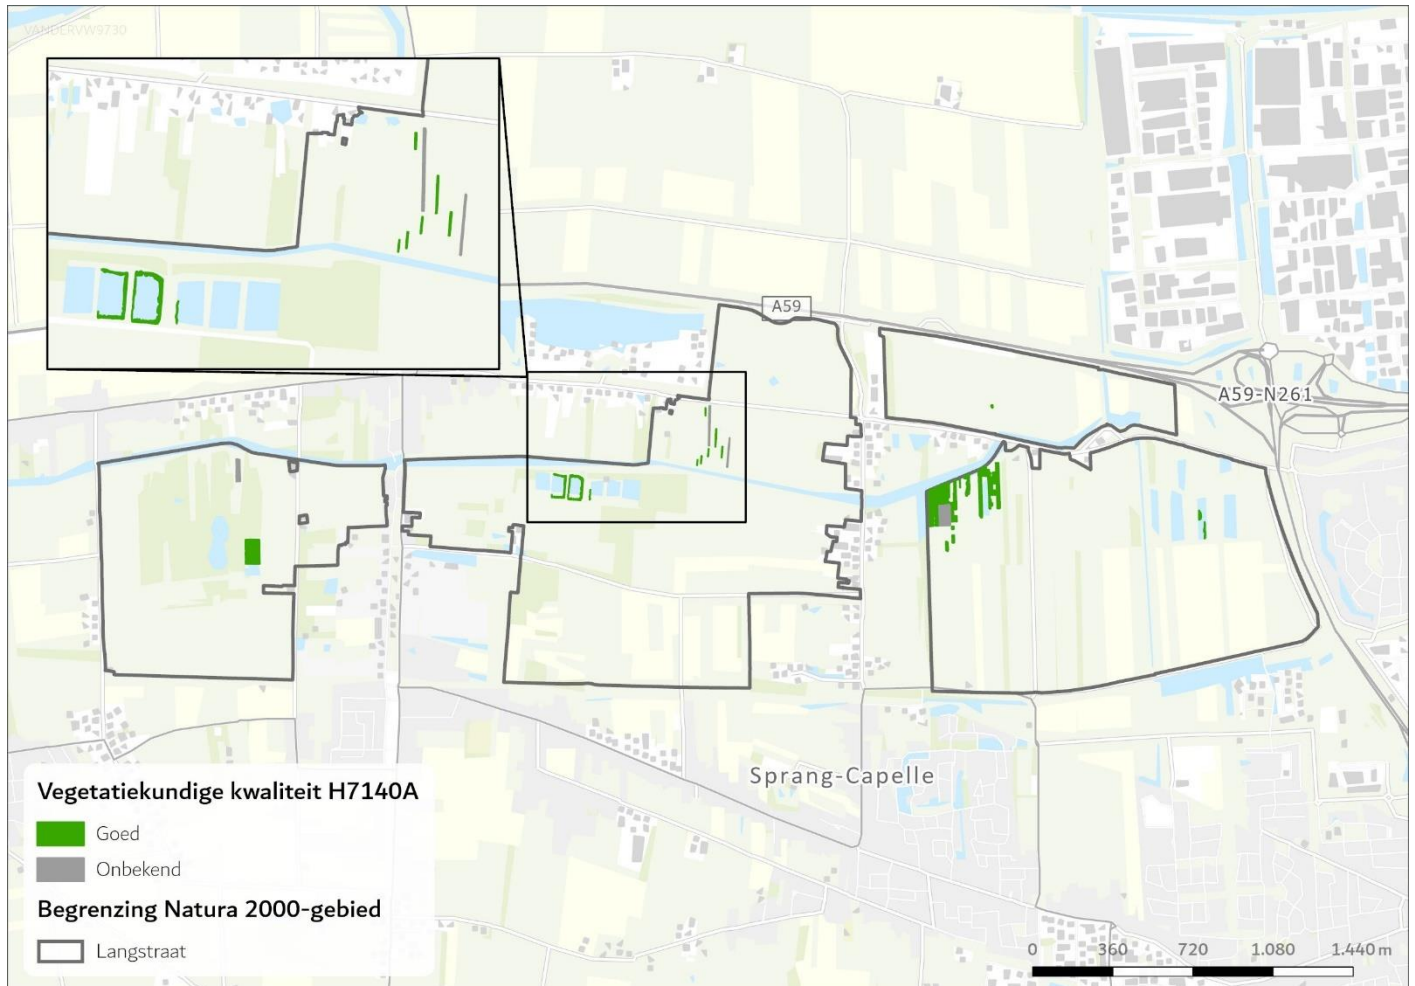 VANDERVW9730
A59
A59-N261
Sprang-Capelle
Vegetatiekundige kwaliteit H7140A
Goed
Onbekend
Begrenzing Natura 2000-gebied
Langstraat
0 360 720 1.080 1.440 m